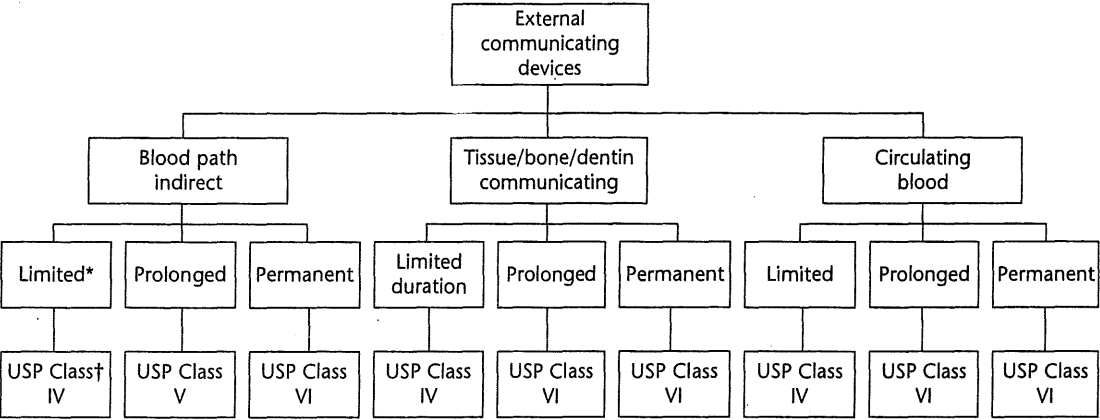 External
communicating
devices
Blood path
indirect
Tissue/bone/dentin
communicating
Circulating
blood
Limited*
Prolonged
Permanent
Limited
duration
Prolonged
Permanent
Limited
Prolonged
Permanent
USP Class†
IV
USP Class
V
USP Class
VI
USP Class
IV
USP Class
VI
USP Class
VI
USP Class
IV
USP Class
VI
USP Class
VI